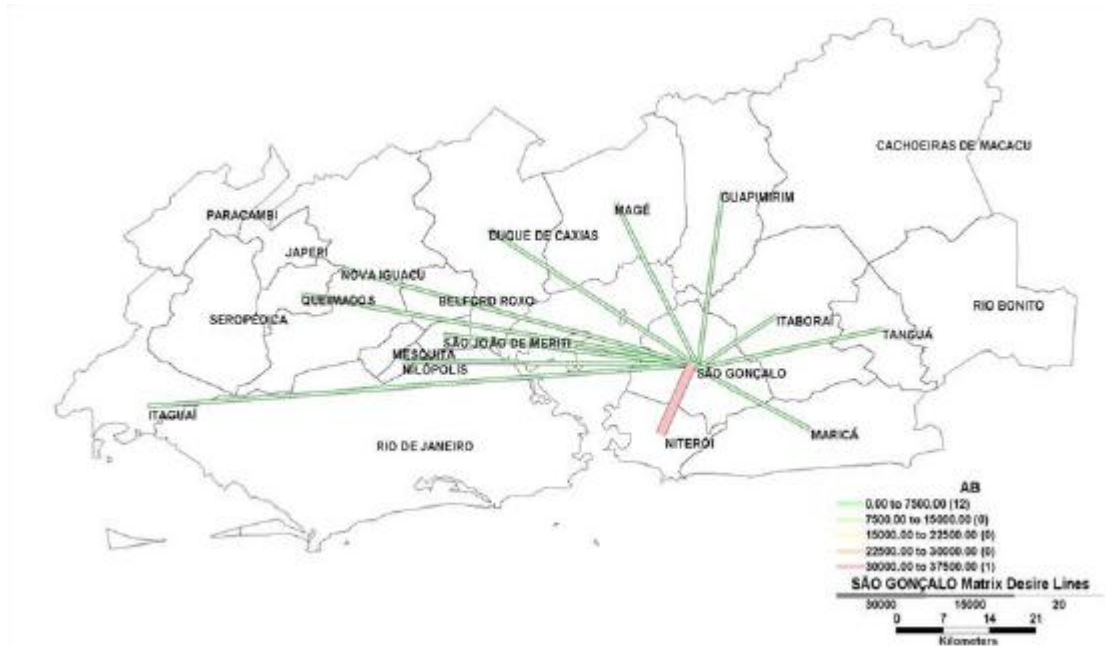 CACHOEIRAS DE MACACU
GUAPIMIRIM
MAGÉ
PARACAMBI
DUQUE DE CAXIAS
JAPERI
NOVA IGUACU
QUEIMADOS
BELFORD ROXO
RIO BONITO
SEROPÉDICA
ITABORAÍ
TANGUÁ
SÃO JOÃO DE MERITI
MESQUITA
NILÓPOLIS
SÃO GONÇALO
ITAGUAÍ
RIO DE JANEIRO
NITERÓI
MARICÁ
AB
0.00 to 7500.00 (12)
7500.00 to 15000.00 (0)
15000.00 to 22500.00 (0)
22500.00 to 30000.00 (0)
30000.00 to 37500.00 (1)
SÃO GONÇALO Matrix Desire Lines
30000 15000 20
0 7 14 21
Kilometers